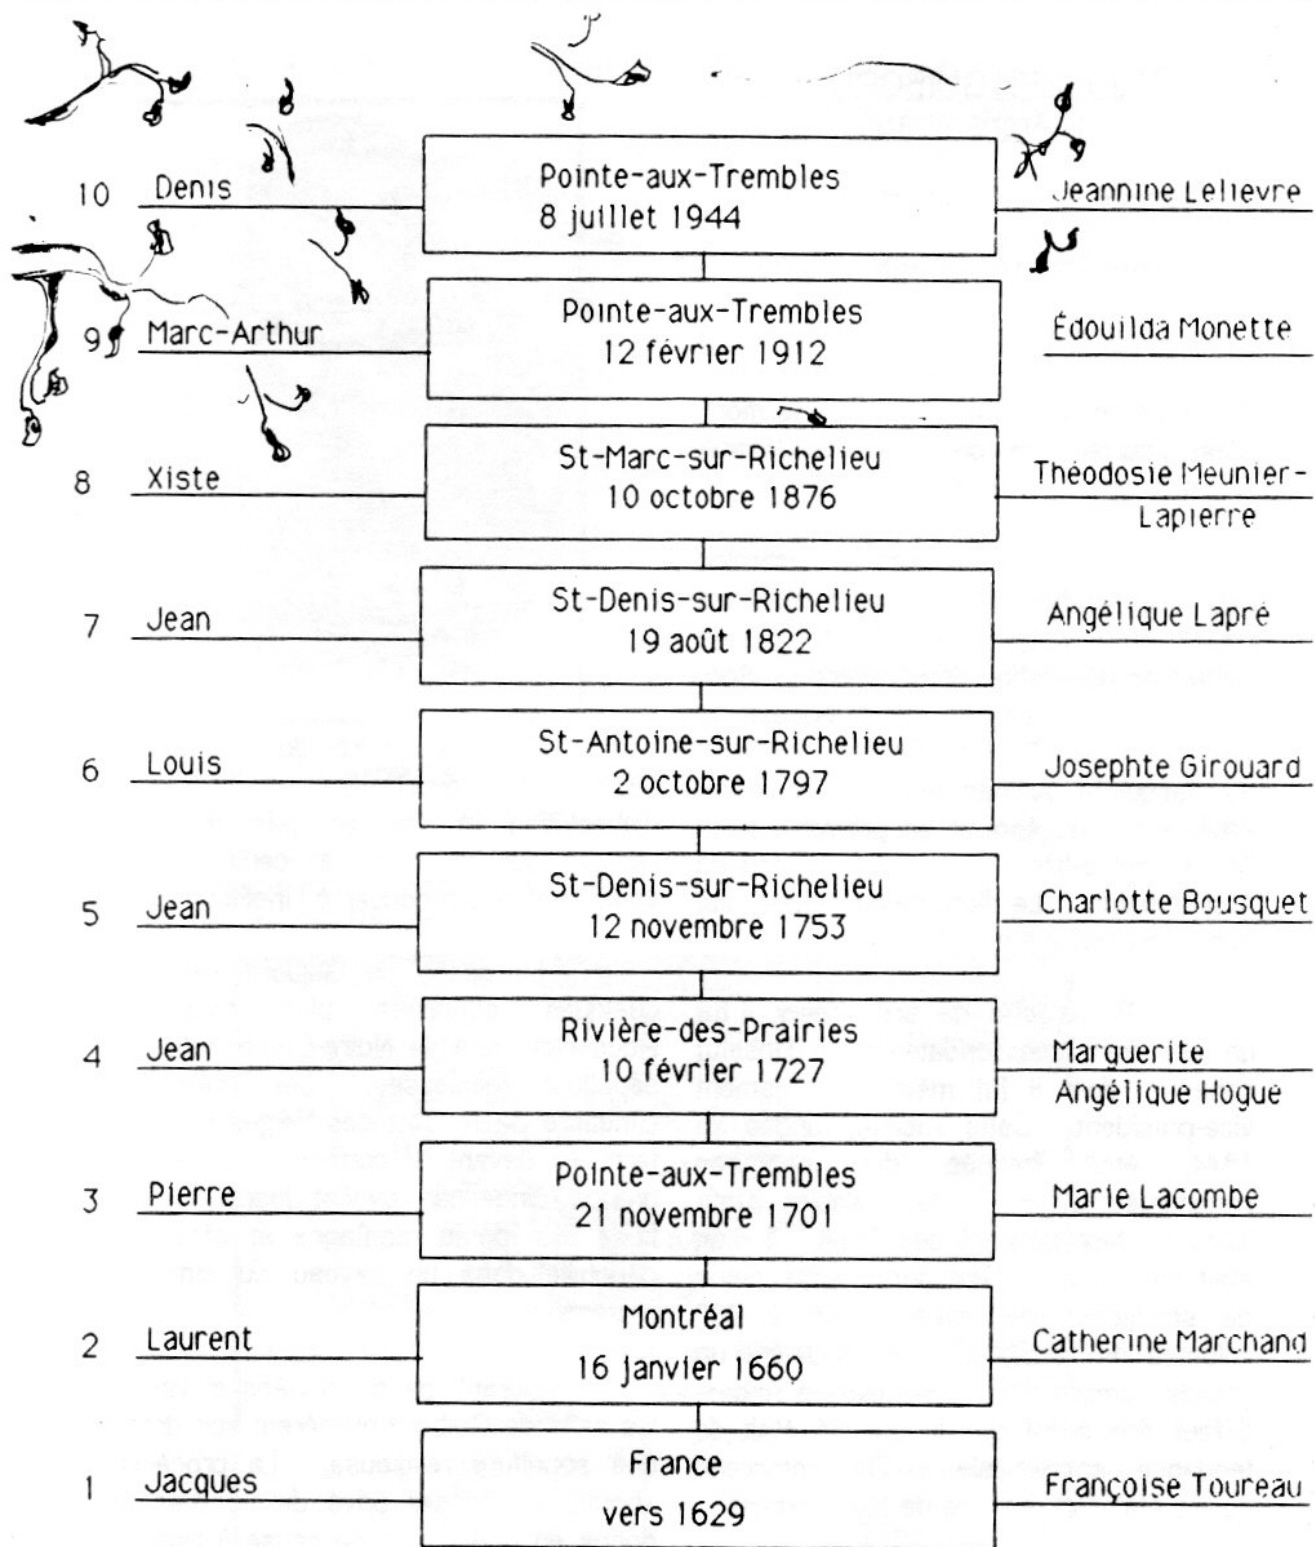 10 Denis Pointe-aux-Trembles Jeannine Lelievre
8 juillet 1944
9 Marc-Arthur Pointe-aux-Trembles Édouilda Monette
12 février 1912
8 Xiste St-Marc-sur-Richelieu Théodosie Meunier-
10 octobre 1876 Lapierre
7 Jean St-Denis-sur-Richelieu Angélique Lapré
19 août 1822
6 Louis St-Antoine-sur-Richelieu Josephte Girouard
2 octobre 1797
5 Jean St-Denis-sur-Richelieu Charlotte Bousquet
12 novembre 1753
4 Jean Rivière-des-Prairies Marguerite
10 février 1727 Angélique Hogue
3 Pierre Pointe-aux-Trembles Marie Lacombe
21 novembre 1701
2 Laurent Montréal Catherine Marchand
16 janvier 1660
1 Jacques France Françoise Toureau
vers 1629